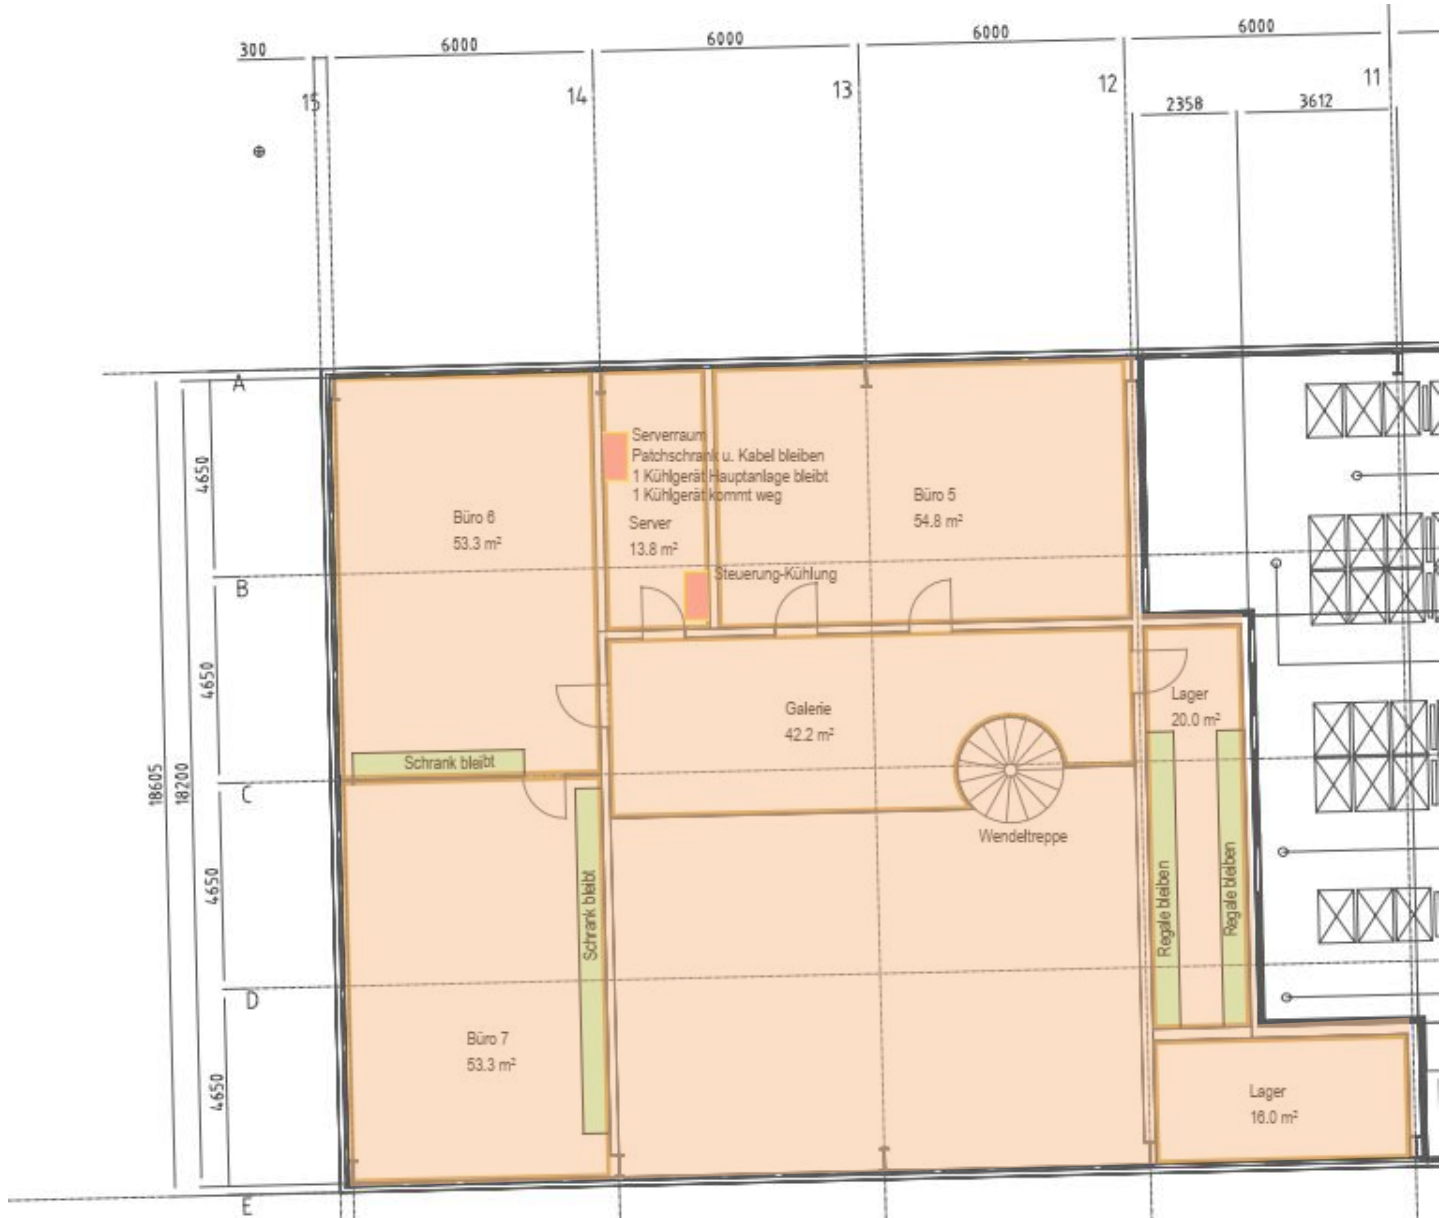 300
6000
6000
6000
6000
15
14
13
12
11
2358
3612
A
B
C
D
E
4650
4650
4650
4650
18605
18200
Serverraum
Patchschrank u. Kabel bleiben
1 Kühlgerät Hauptanlage bleibt
1 Kühlgerät kommt weg
Büro 6
53.3 m²
Server
13.8 m²
Büro 5
54.8 m²
Steuerung-Kühlung
Galerie
42.2 m²
Lager
20.0 m²
Schrank bleibt
Wendeltreppe
Schrank bleibt
Regale bleiben
Regale bleiben
Büro 7
53.3 m²
Lager
16.0 m²